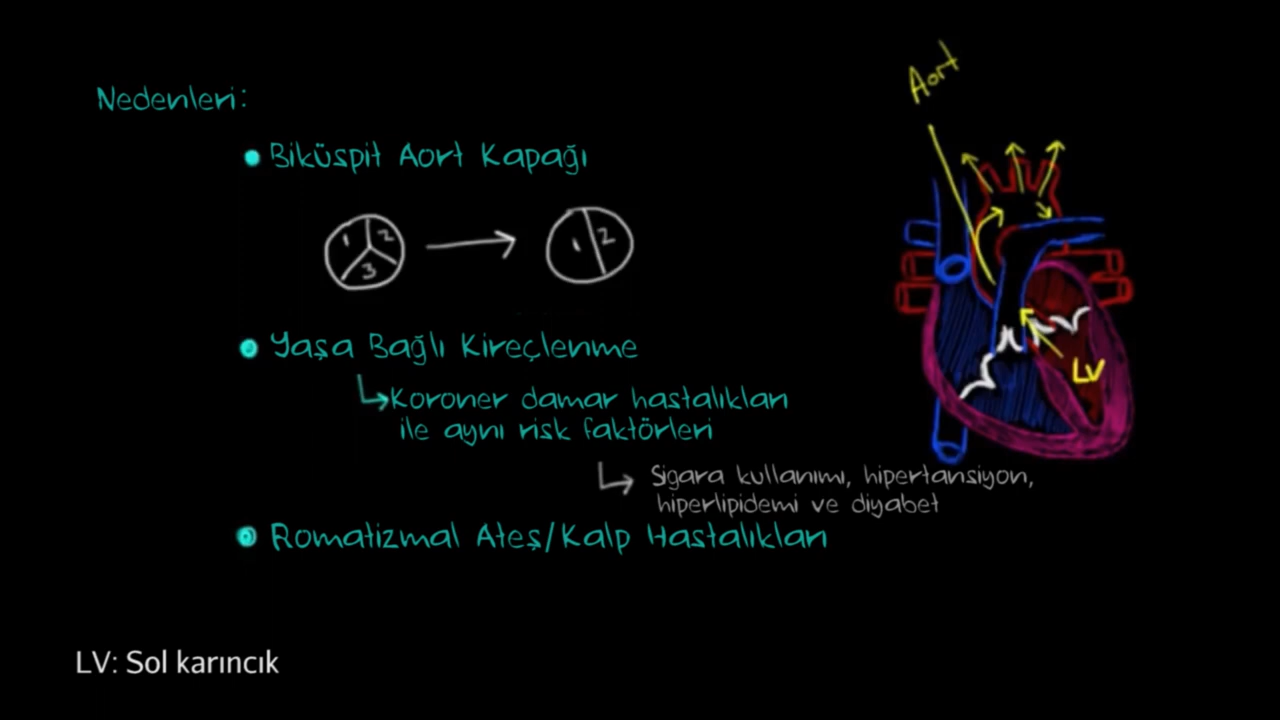 Nedenleri:
Aort
Biküspit Aort Kapağı
1 2 3
1 2
Yaşa Bağlı Kireçlenme
Koroner damar hastalıkları
ile aynı risk faktörleri
LV
Sigara kullanımı, hipertansiyon,
hiperlipidemi ve diyabet
Romatizmal Ateş/Kalp Hastalıkları
LV: Sol karıncık